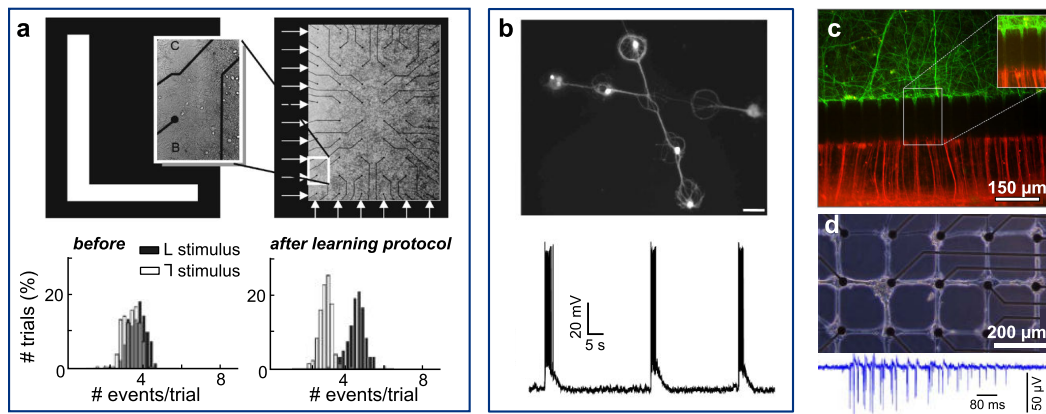 a
C
B
before
after learning protocol
L stimulus
⅂ stimulus
# trials (%)
20
0
4
8
# events/trial
20
0
4
8
# events/trial
b
20 mV
5 s
c
150 µm
d
200 µm
80 ms
50 µV